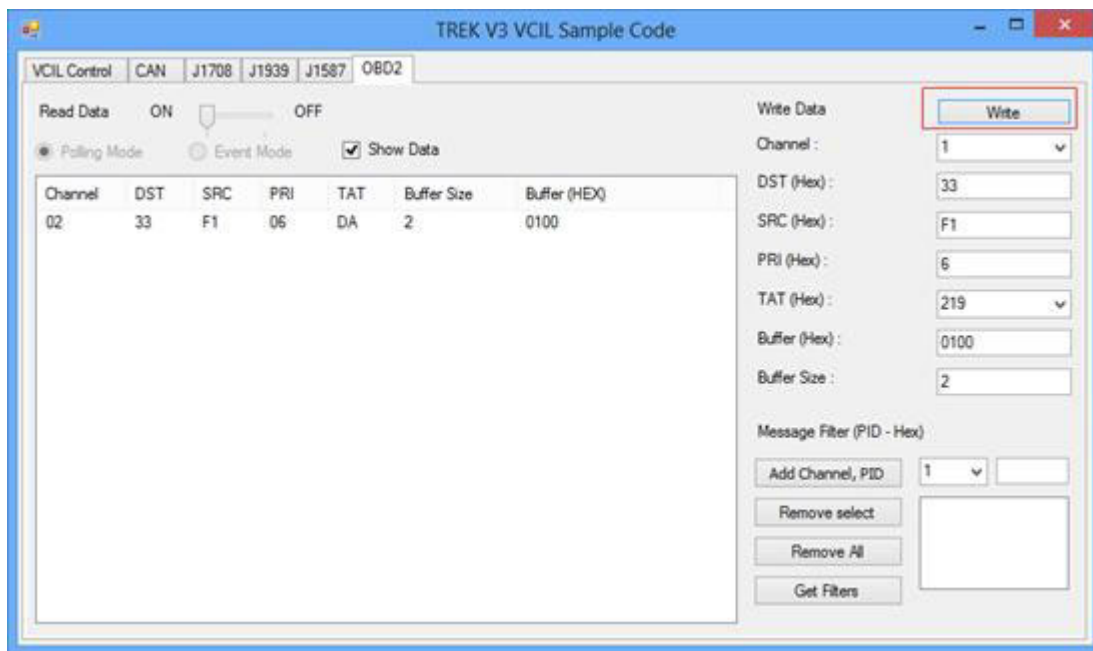 TREK V3 VCIL Sample Code
VCIL Control CAN J1708 J1939 J1587 OBD2
Read Data ON OFF
Polling Mode Event Mode Show Data
Channel DST SRC PRI TAT Buffer Size Buffer (HEX)
02 33 F1 06 DA 2 0100
Write Data Write
Channel : 1
DST (Hex) : 33
SRC (Hex) : F1
PRI (Hex) : 6
TAT (Hex) : 219
Buffer (Hex) : 0100
Buffer Size : 2
Message Filter (PID - Hex)
Add Channel, PID 1
Remove select
Remove All
Get Filters